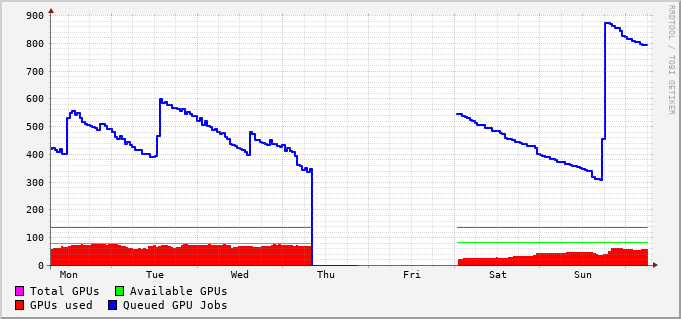 900
800
700
600
500
400
300
200
100
0
Mon Tue Wed Thu Fri Sat Sun
Total GPUs Available GPUs
GPUs used Queued GPU Jobs
RRDTOOL / TOBI OETIKER